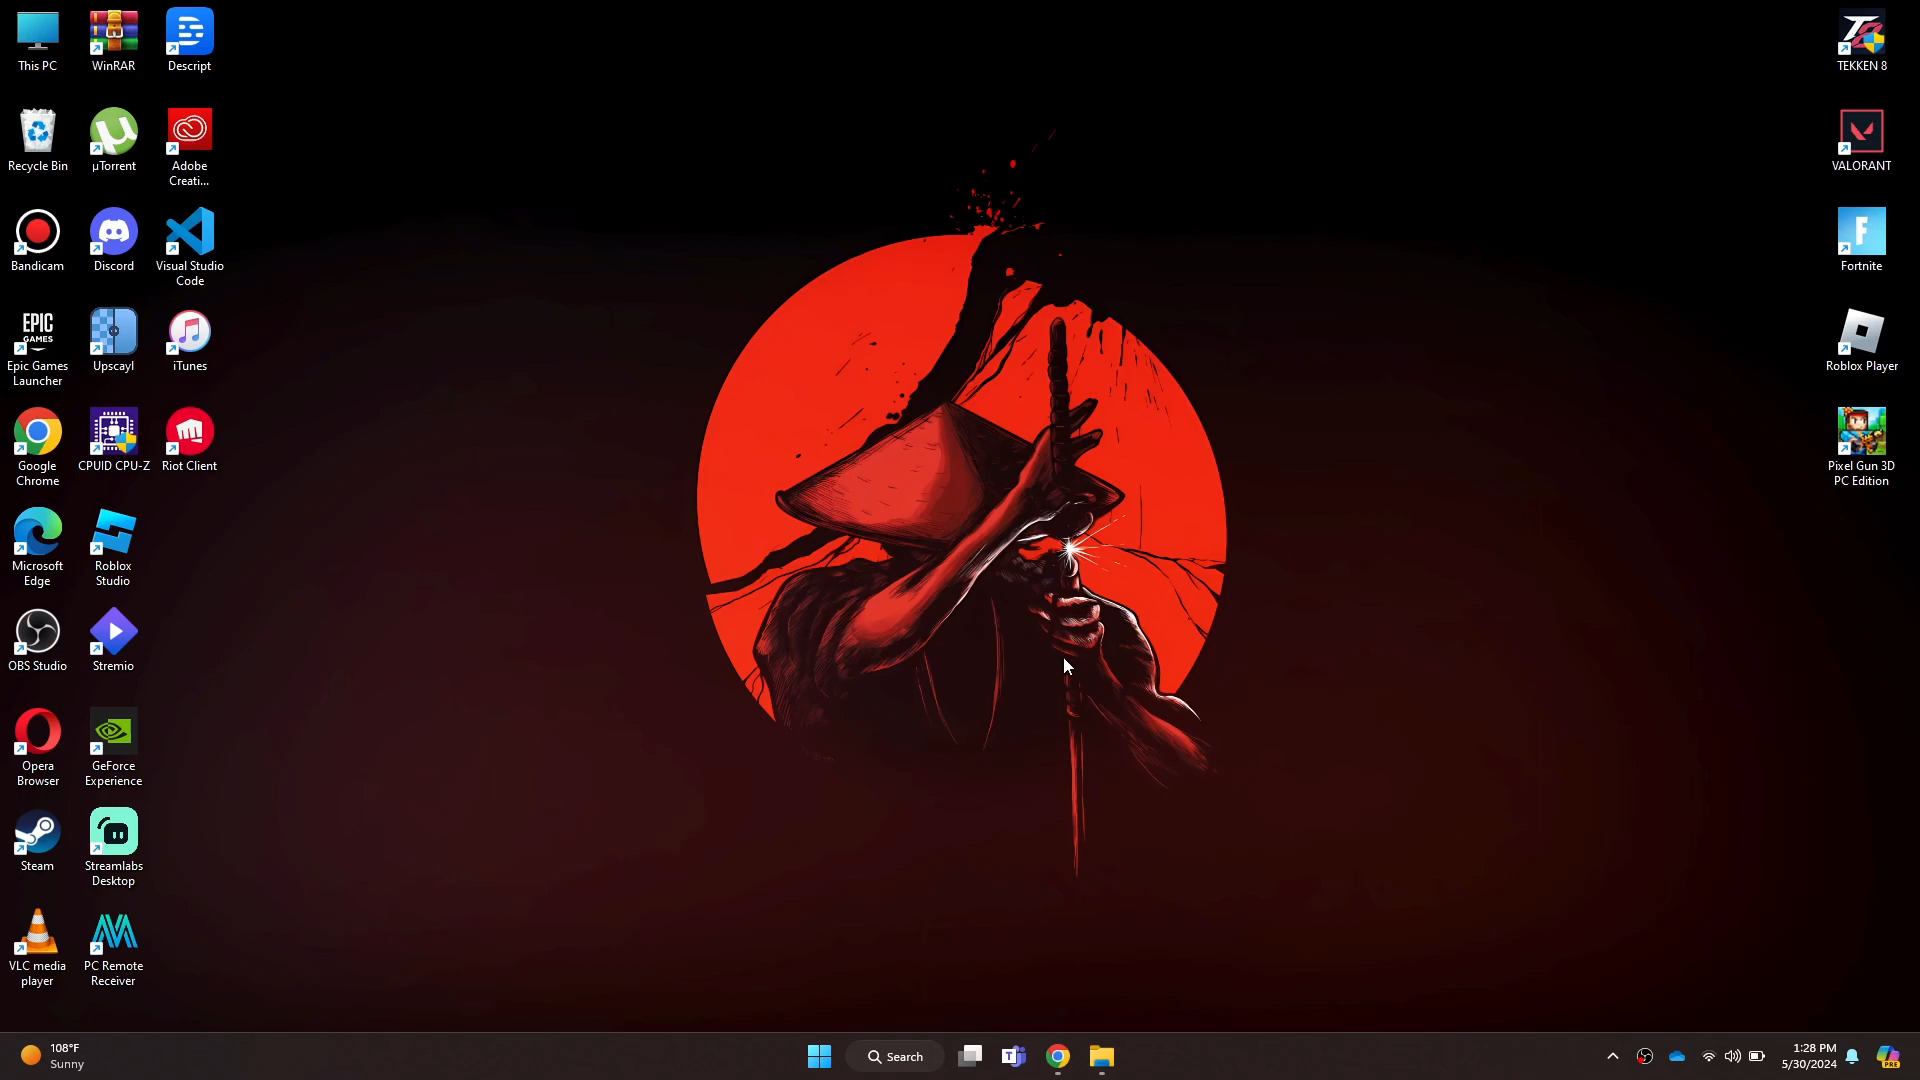 This PC
WinRAR
Descript
Recycle Bin
µTorrent
Adobe
Creati...
Bandicam
Discord
Visual Studio
Code
EPIC
GAMES
Epic Games
Launcher
Upscayl
iTunes
Google
Chrome
CPUID CPU-Z
Riot Client
Microsoft
Edge
Roblox
Studio
OBS Studio
Stremio
Opera
Browser
GeForce
Experience
Steam
Streamlabs
Desktop
VLC media
player
PC Remote
Receiver
TEKKEN 8
VALORANT
F
Fortnite
Roblox Player
Pixel Gun 3D
PC Edition
108°F
Sunny
Search
T
1:28 PM
5/30/2024
PRE